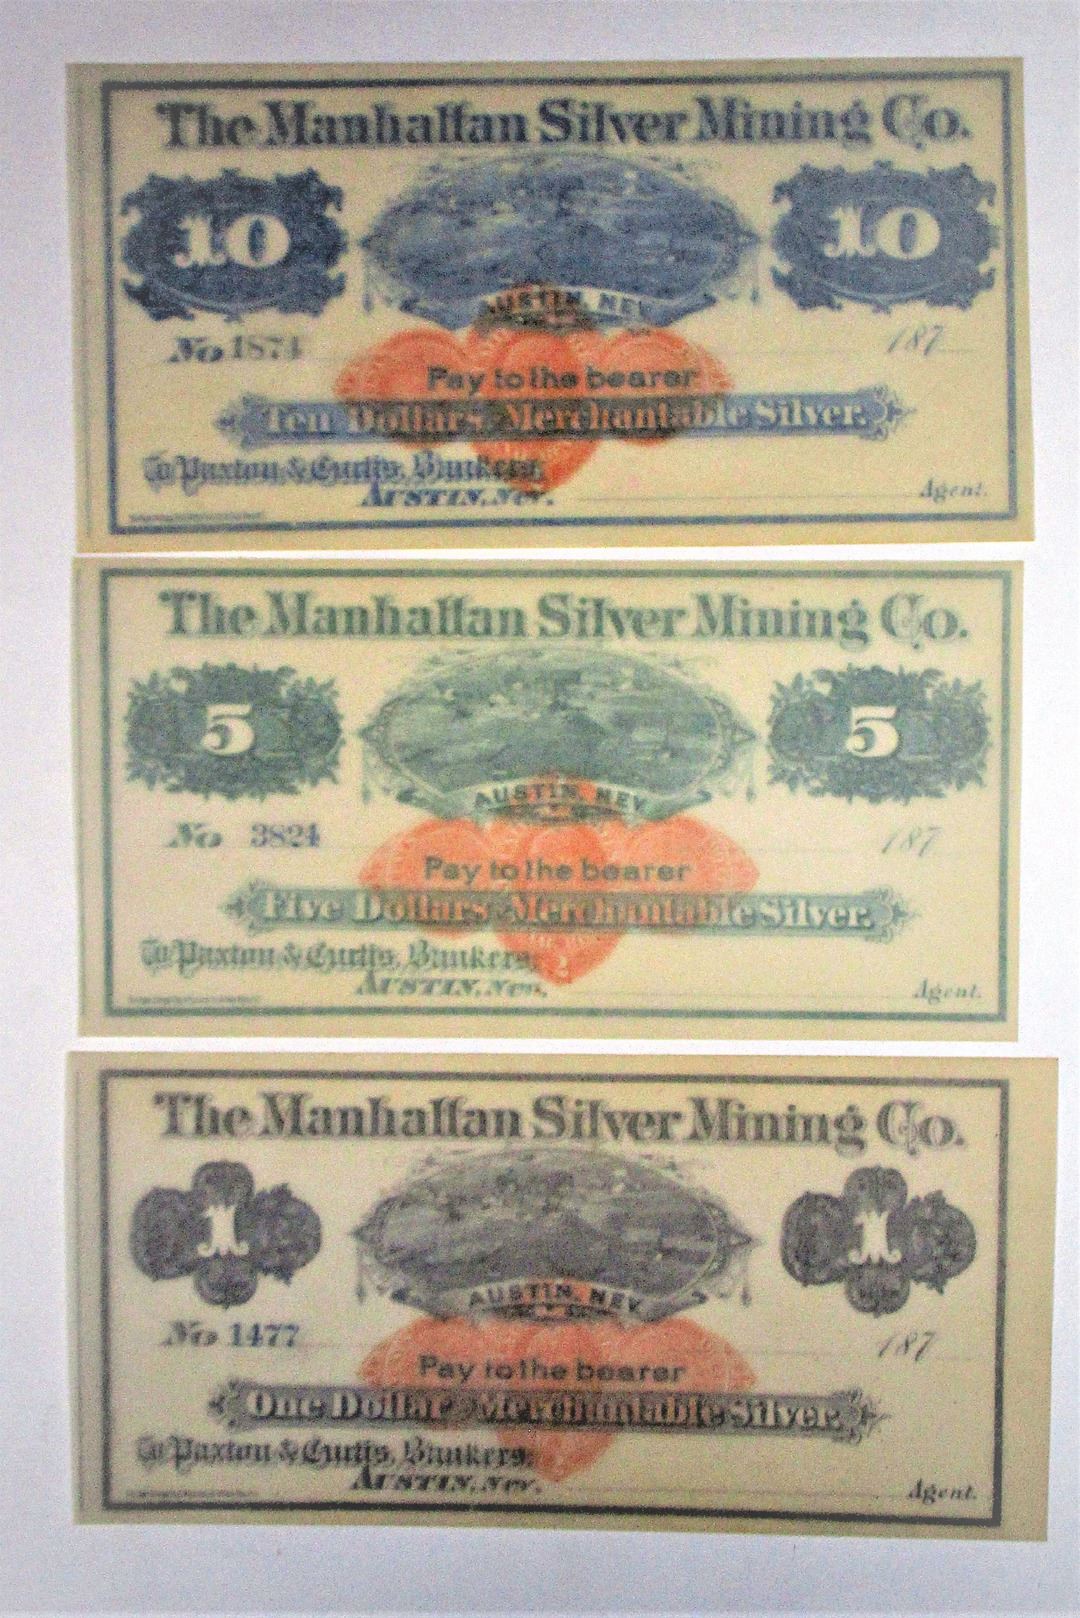 The Manhattan Silver Mining Co.
10 10
AUSTIN, NEV
No 1874 187
Pay to the bearer
Ten Dollars Merchantable Silver.
To Paxton & Curtis, Bankers,
AUSTIN, Nev. Agent.
The Manhattan Silver Mining Co.
5 5
AUSTIN, NEV
No 3824 187
Pay to the bearer
Five Dollars Merchantable Silver.
To Paxton & Curtis, Bankers,
2
AUSTIN, Nev. Agent.
The Manhattan Silver Mining Co.
1 1
AUSTIN, NEV
No 1477 187
Pay to the bearer
One Dollar Merchantable Silver.
To Paxton & Curtis, Bankers,
AUSTIN, Nev. Agent.